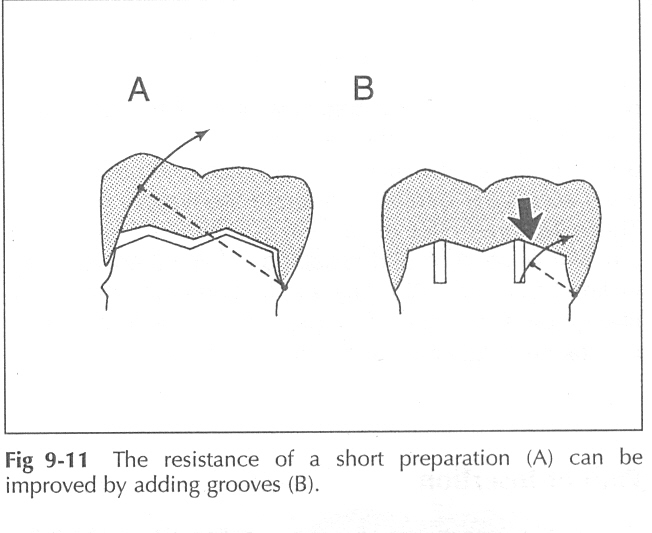 A
B
Fig 9-11 The resistance of a short preparation (A) can be
improved by adding grooves (B).